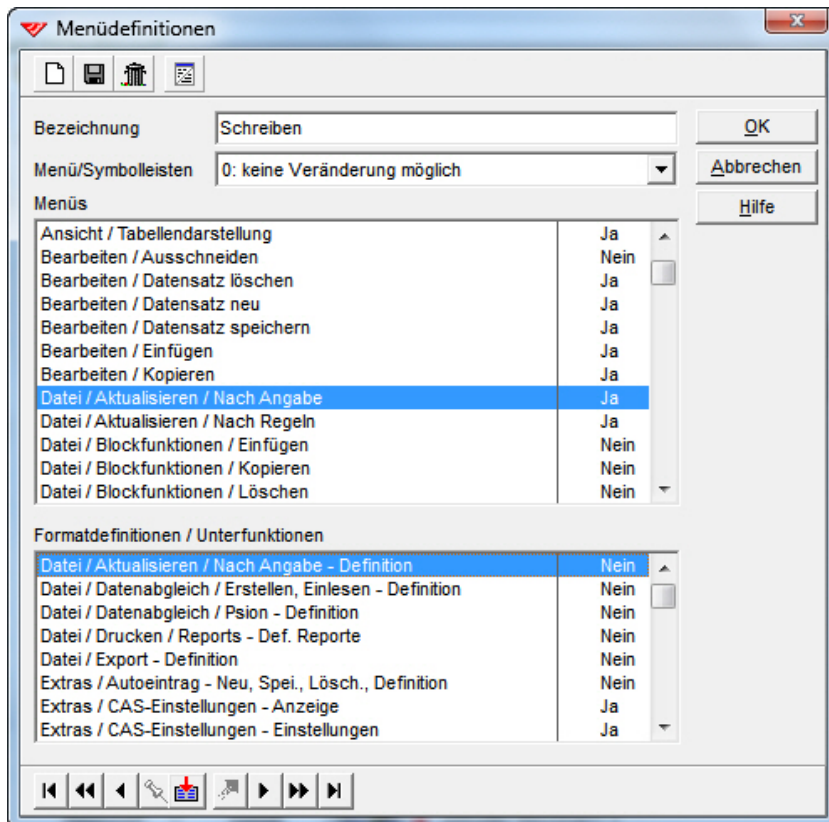 Menüdefinitionen
Bezeichnung Schreiben OK
Menü/Symbolleisten 0: keine Veränderung möglich Abbrechen
Menüs Hilfe
Ansicht / Tabellendarstellung Ja
Bearbeiten / Ausschneiden Nein
Bearbeiten / Datensatz löschen Ja
Bearbeiten / Datensatz neu Ja
Bearbeiten / Datensatz speichern Ja
Bearbeiten / Einfügen Ja
Bearbeiten / Kopieren Ja
Datei / Aktualisieren / Nach Angabe Ja
Datei / Aktualisieren / Nach Regeln Ja
Datei / Blockfunktionen / Einfügen Nein
Datei / Blockfunktionen / Kopieren Nein
Datei / Blockfunktionen / Löschen Nein
Formatdefinitionen / Unterfunktionen
Datei / Aktualisieren / Nach Angabe - Definition Nein
Datei / Datenabgleich / Erstellen, Einlesen - Definition Nein
Datei / Datenabgleich / Psion - Definition Nein
Datei / Drucken / Reports - Def. Reporte Nein
Datei / Export - Definition Nein
Extras / Autoeintrag - Neu, Spei., Lösch., Definition Nein
Extras / CAS-Einstellungen - Anzeige Ja
Extras / CAS-Einstellungen - Einstellungen Ja